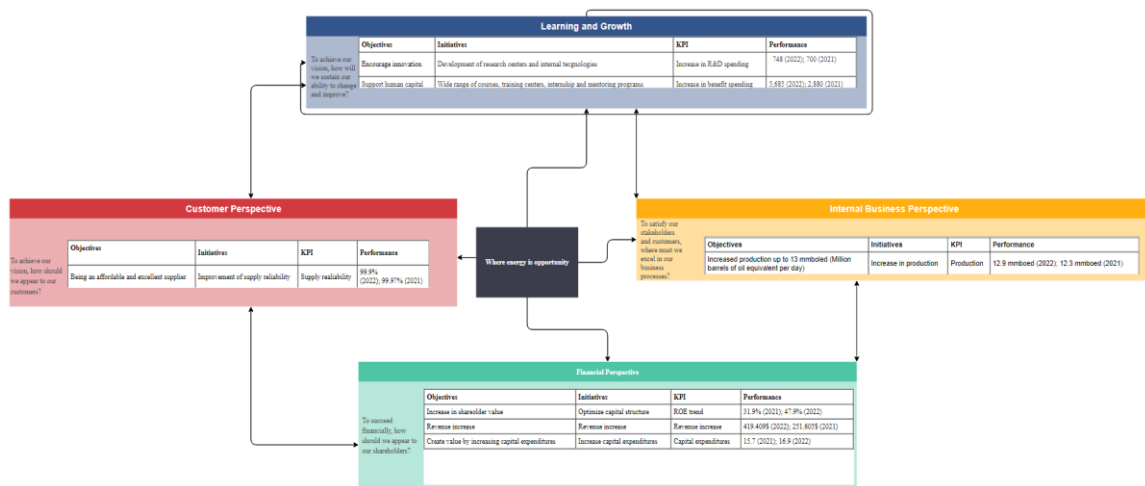 Learning and Growth
To achieve our
vision, how will
we sustain our
ability to change
and improve?
Objectives Initiatives KPI Performance
Encourage innovation Development of research centers and internal tecgnologies Increase in R&D spending 748 (2022); 700 (2021)
Support human capital Wide range of courses, training centers, internship and mentoring programs Increase in benefit spending 5,685 (2022); 2,880 (2021)
Customer Perspective
To achieve our
vision, how should
we appear to our
customers?
Objectives Initiatives KPI Performance
Being an affordable and excellent supplier Improvement of supply reliability Supply realiability 99.9%
(2022); 99.97% (2021)
Where energy is opportunity
Internal Business Perspective
To satisfy our
stakeholders
and customers,
where must we
excel in our
business
processes?
Objectives Initiatives KPI Performance
Increased production up to 13 mmboled (Million
barrels of oil equivalent per day) Increase in production Production 12.9 mmboed (2022); 12.3 mmboed (2021)
Financial Perspective
To succeed
financially, how
should we appear to
our shareholders?
Objectives Initiatives KPI Performance
Increase in shareolder value Optimize capital structure ROE trend 31.9% (2021); 47.9% (2022)
Revenue increase Revenue increase Revenue increase 419.409$ (2022); 251.605$ (2021)
Create value by increasing capital expenditures Increase capital expenditures Capital expenditures 15.7 (2021); 16.9 (2022)